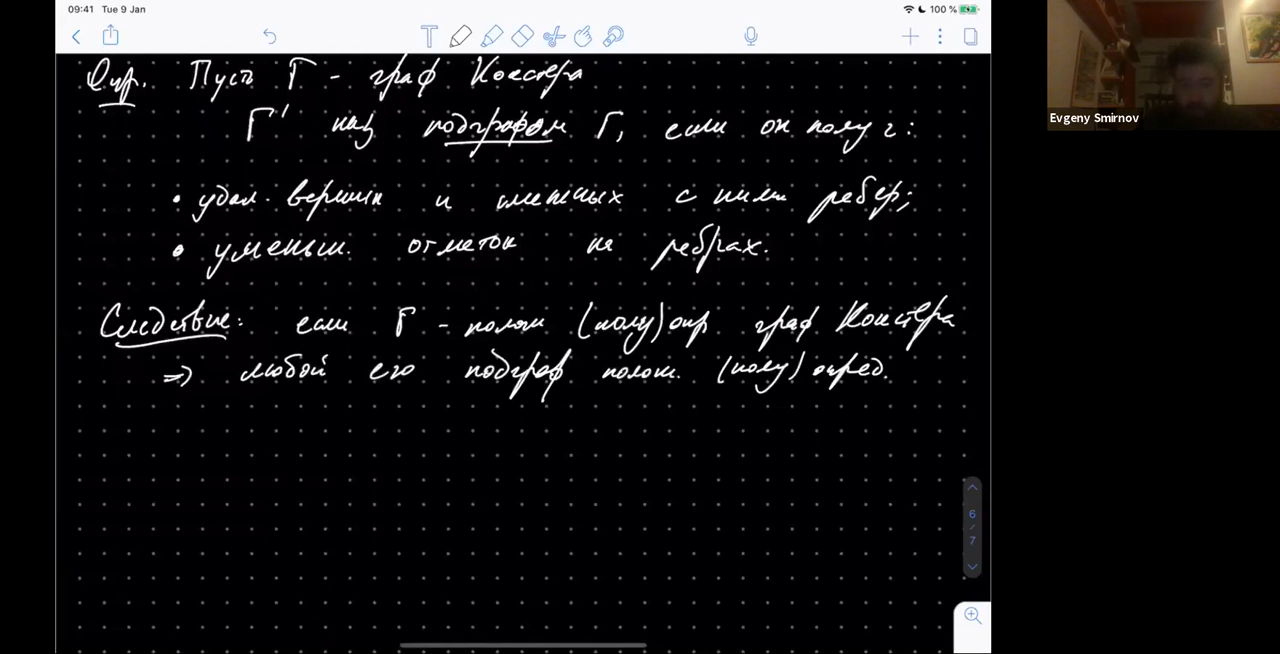 09:41 Tue 9 Jan
100 %
Опр. Пусть Г - граф Кокстера
Evgeny Smirnov
Г' наз подграфом Г, если он получ:
• удал. вершин и смежных с ними ребер;
• уменьш. отметок на ребрах.
Следствие: если Г - полож (полу)опр граф Кокстера
⇒ любой его подграф полож. (полу)опред.
6
/
7